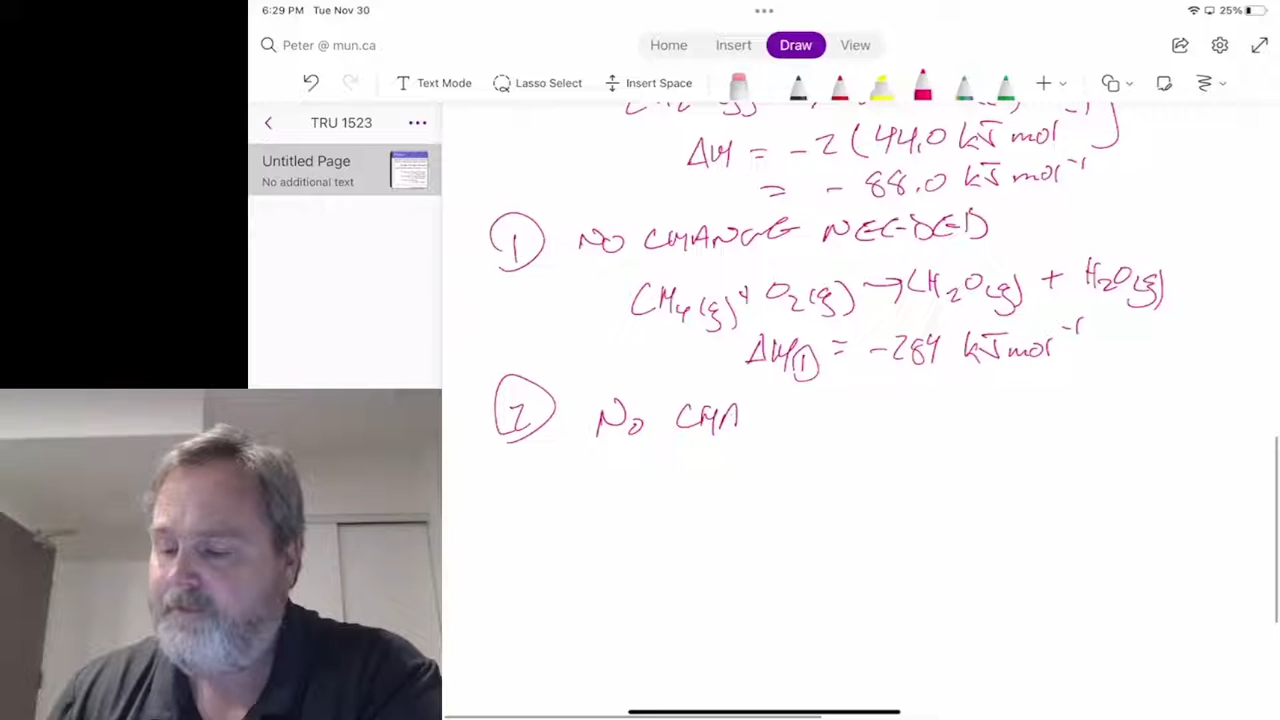 6:29 PM Tue Nov 30
25%
Peter @ mun.ca
Home Insert Draw View
Text Mode Lasso Select Insert Space
TRU 1523
Untitled Page
No additional text
ΔH = -2 (44.0 kJ mol⁻¹)
= -88.0 kJ mol⁻¹
① NO CHANGE NEEDED
CH₄(g) + O₂(g) → CH₂O(g) + H₂O(g)
ΔH① = -284 kJ mol⁻¹
② NO CHA